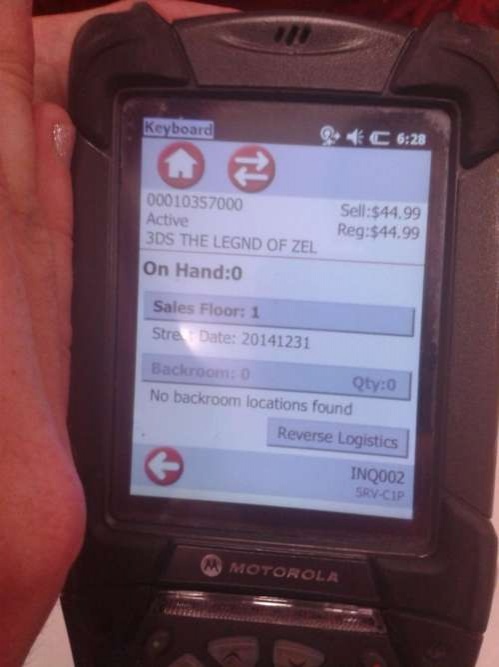 Keyboard
6:28
00010357000
Sell:$44.99
Active
Reg:$44.99
3DS THE LEGND OF ZEL
On Hand:0
Sales Floor: 1
Street Date: 20141231
Backroom: 0
Qty:0
No backroom locations found
Reverse Logistics
INQ002
SRV-C1P
MOTOROLA